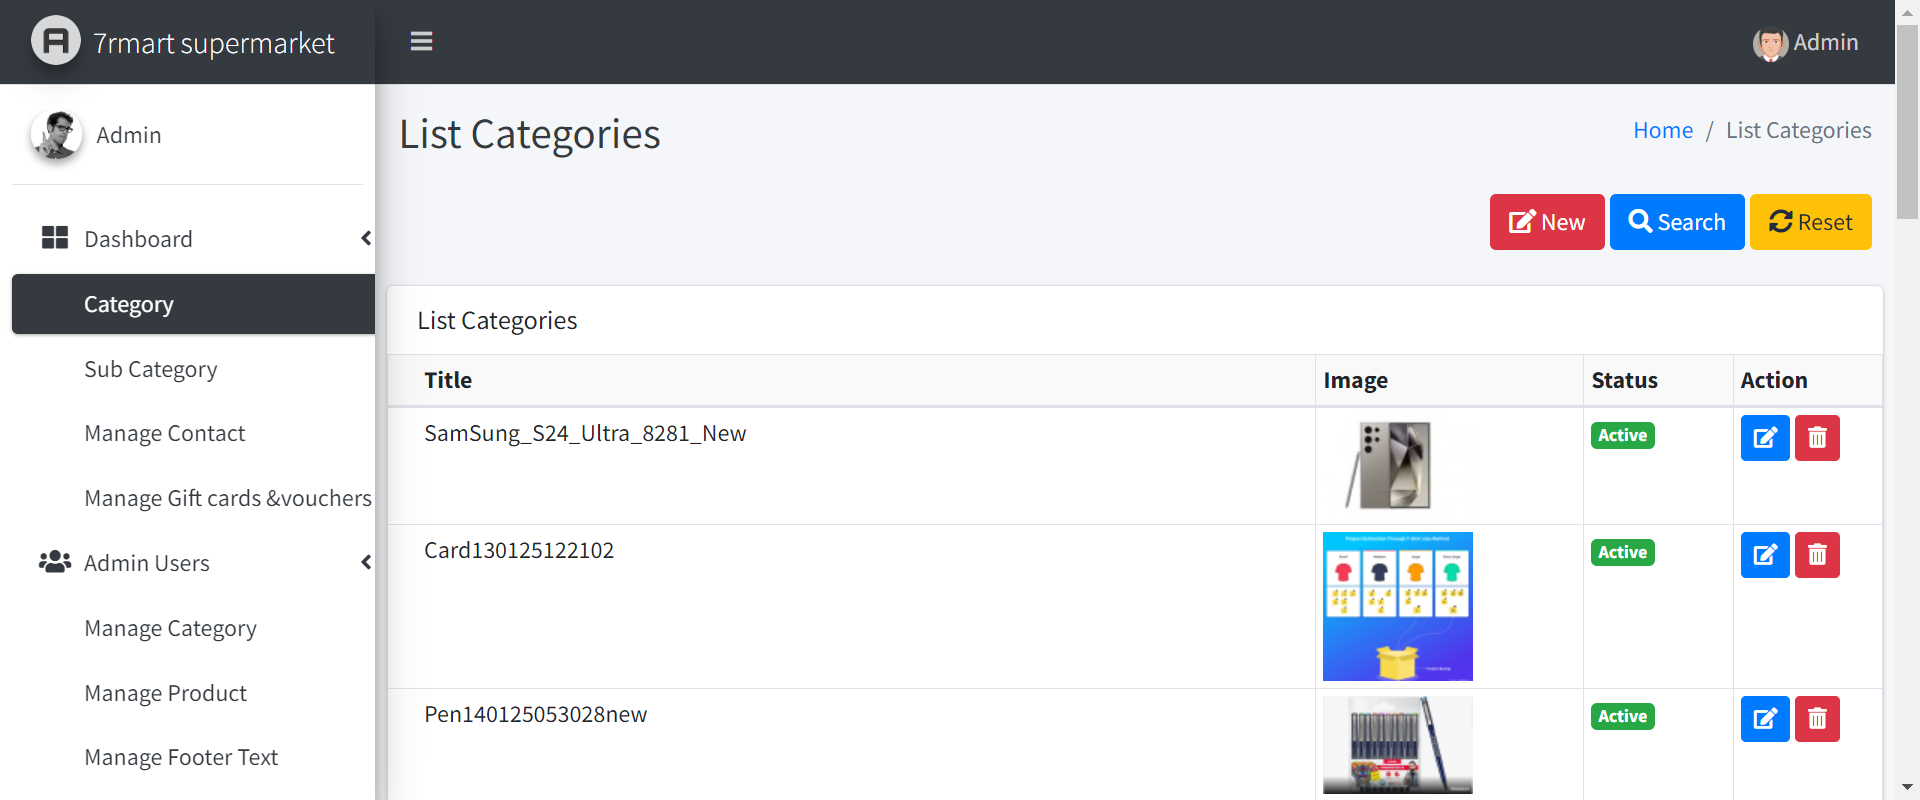 7rmart supermarket
Admin
Admin
List Categories
Home / List Categories
New
Search
Reset
Dashboard
Category
Sub Category
Manage Contact
Manage Gift cards &vouchers
Admin Users
Manage Category
Manage Product
Manage Footer Text
List Categories
Title Image Status Action
SamSung_S24_Ultra_8281_New Active
Card130125122102 Active
Pen140125053028new Active